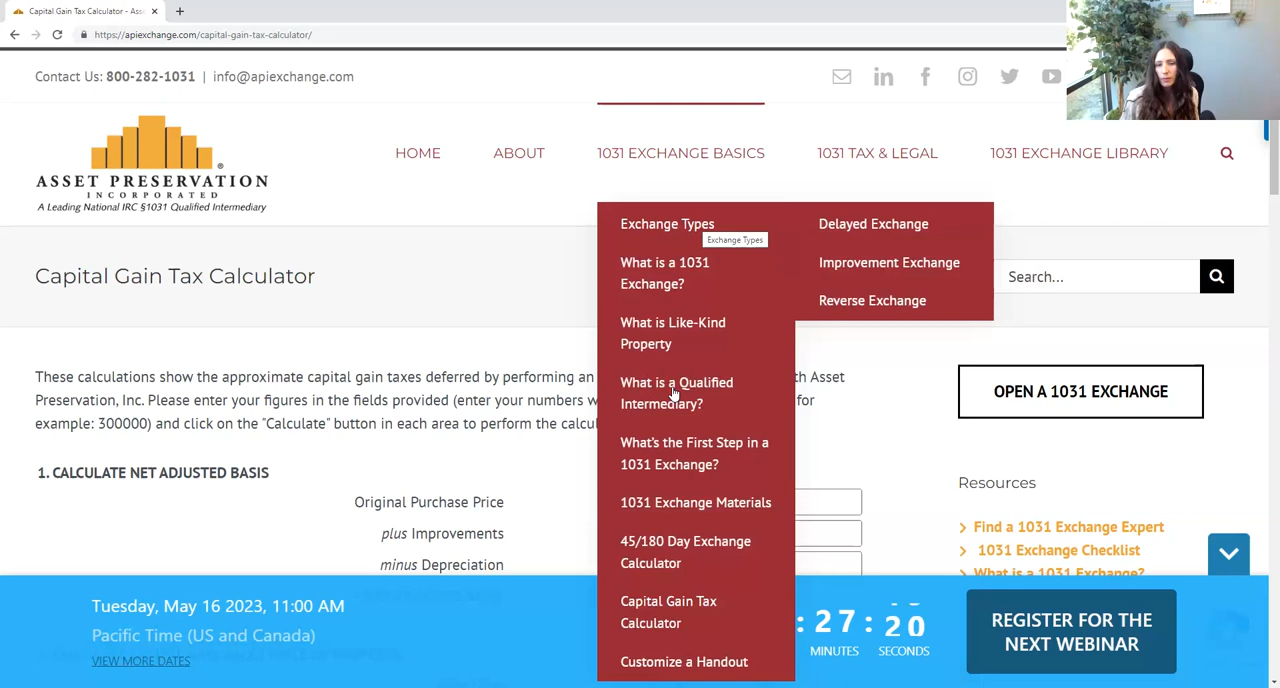 Capital Gain Tax Calculator - Ass
https://apiexchange.com/capital-gain-tax-calculator/
Contact Us: 800-282-1031 | info@apiexchange.com
ASSET PRESERVATION
INCORPORATED
A Leading National IRC §1031 Qualified Intermediary
HOME
ABOUT
1031 EXCHANGE BASICS
1031 TAX & LEGAL
1031 EXCHANGE LIBRARY
Exchange Types
Exchange Types
What is a 1031
Exchange?
What is Like-Kind
Property
What is a Qualified
Intermediary?
What's the First Step in a
1031 Exchange?
1031 Exchange Materials
45/180 Day Exchange
Calculator
Capital Gain Tax
Calculator
Customize a Handout
Delayed Exchange
Improvement Exchange
Reverse Exchange
Capital Gain Tax Calculator
Search...
These calculations show the approximate capital gain taxes deferred by performing an
th Asset
Preservation, Inc. Please enter your figures in the fields provided (enter your numbers w
for
example: 300000) and click on the "Calculate" button in each area to perform the calcul
1. CALCULATE NET ADJUSTED BASIS
Original Purchase Price
plus Improvements
minus Depreciation
OPEN A 1031 EXCHANGE
Resources
Find a 1031 Exchange Expert
1031 Exchange Checklist
What is a 1031 Exchange?
Tuesday, May 16 2023, 11:00 AM
Pacific Time (US and Canada)
VIEW MORE DATES
: 27 : 20
MINUTES SECONDS
REGISTER FOR THE
NEXT WEBINAR